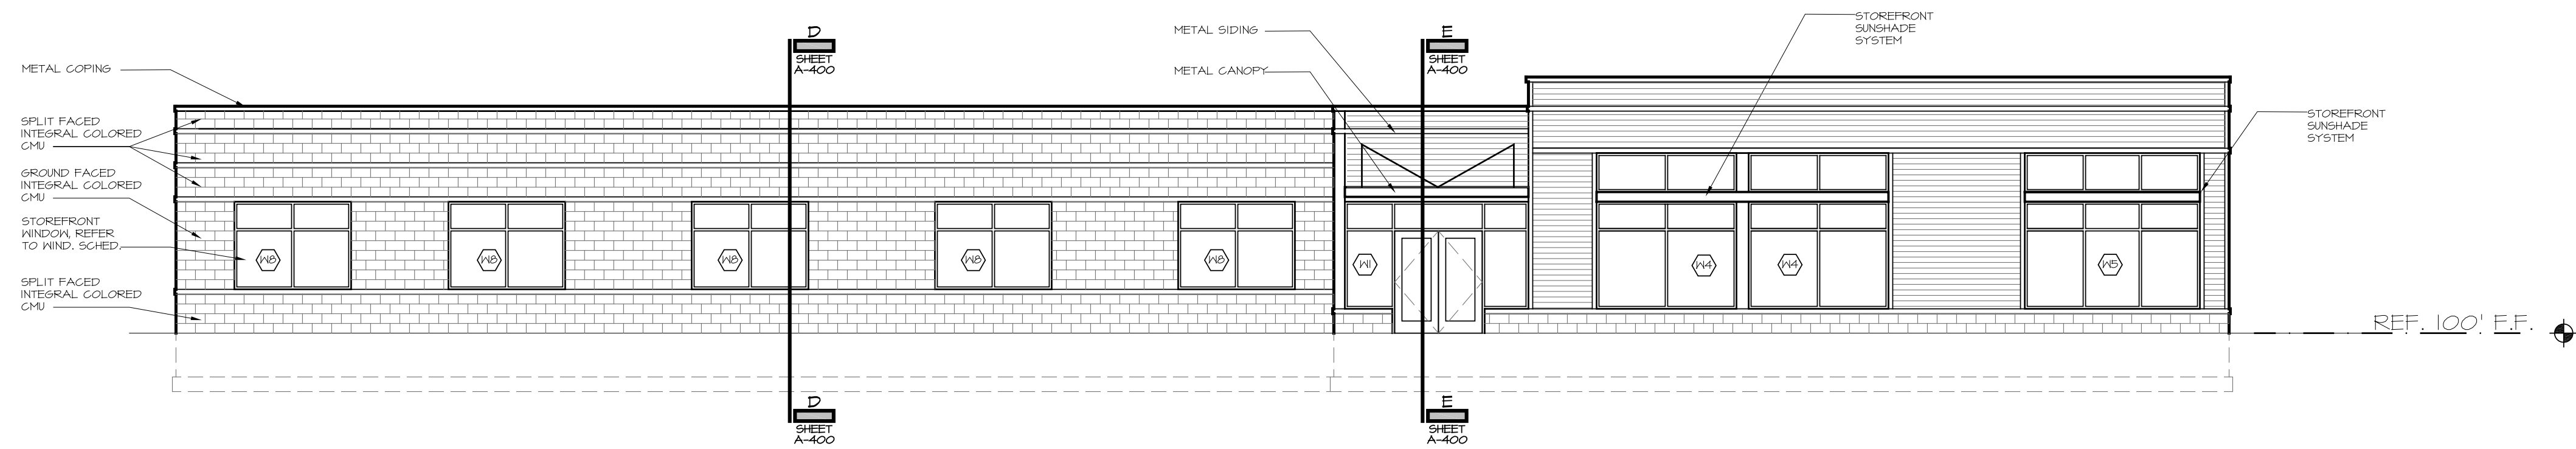 METAL COPING
SPLIT FACED
INTEGRAL COLORED
CMU
GROUND FACED
INTEGRAL COLORED
CMU
STOREFRONT
WINDOW, REFER
TO WIND. SCHED.
SPLIT FACED
INTEGRAL COLORED
CMU
D
SHEET
A-400
METAL SIDING
METAL CANOPY
E
SHEET
A-400
STOREFRONT
SUNSHADE
SYSTEM
STOREFRONT
SUNSHADE
SYSTEM
W8
W8
W8
W8
W8
W1
W4
W4
W5
REF. 100' F.F.
D
SHEET
A-400
E
SHEET
A-400